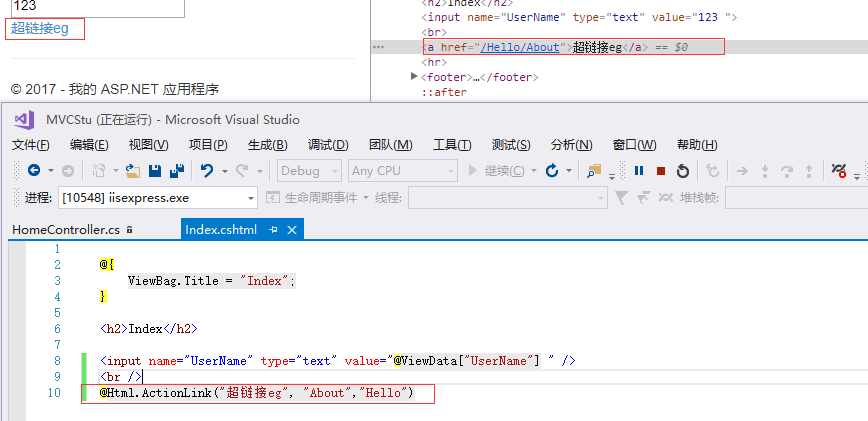 123
超链接eg
© 2017 - 我的 ASP.NET 应用程序
<h2>Index</h2>
<input name="UserName" type="text" value="123 ">
<br>
<a href="/Hello/About">超链接eg</a> == $0
<hr>
<footer>…</footer>
::after
MVCStu (正在运行) - Microsoft Visual Studio
文件(F) 编辑(E) 视图(V) 项目(P) 生成(B) 调试(D) 团队(M) 工具(T) 测试(S) 分析(N) 窗口(W) 帮助(H)
Debug Any CPU 继续(C)
进程: [10548] iisexpress.exe 生命周期事件 线程: 堆栈帧:
HomeController.cs Index.cshtml
1
2 @{
3 ViewBag.Title = "Index";
4 }
5
6 <h2>Index</h2>
7
8 <input name="UserName" type="text" value="@ViewData["UserName"] " />
9 <br />
10 @Html.ActionLink("超链接eg", "About","Hello")